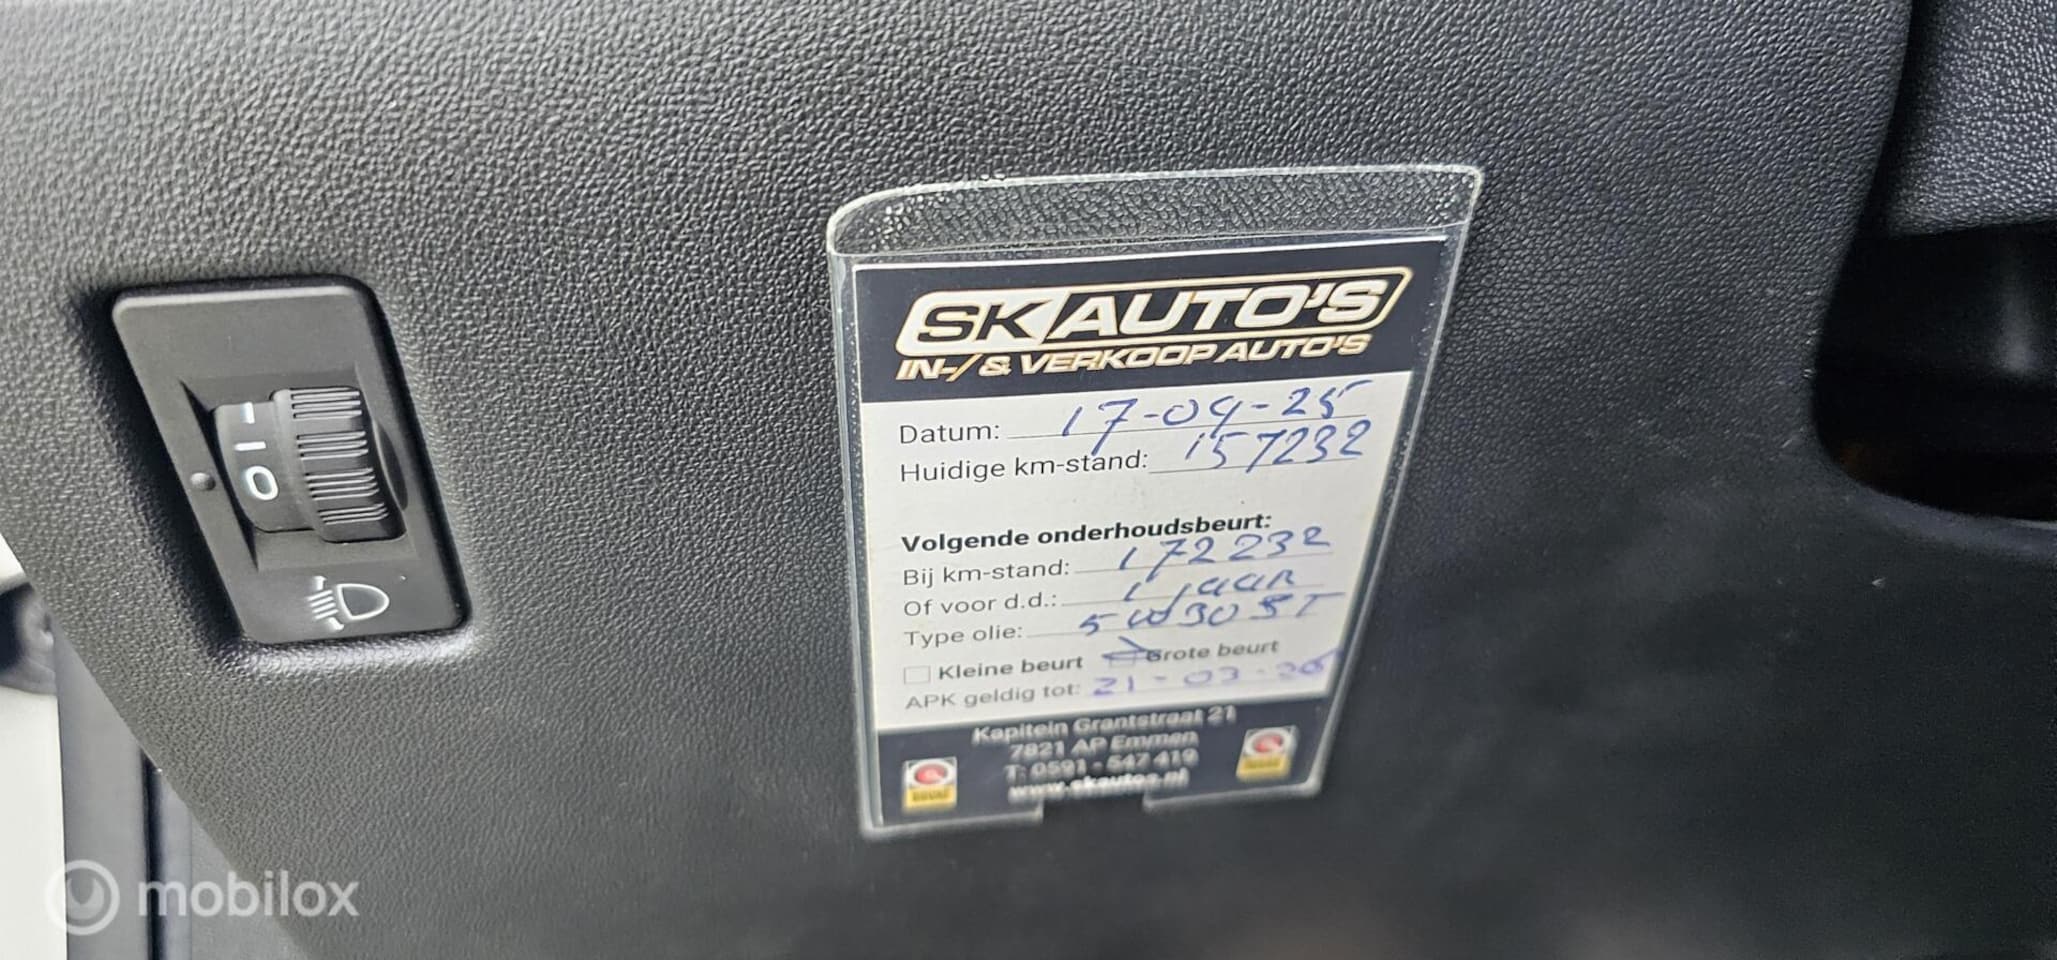 SK AUTO'S
IN-/& VERKOOP AUTO'S
Datum: 17-04-25
Huidige km-stand: 157232
Volgende onderhoudsbeurt:
Bij km-stand: 172232
Of voor d.d.: 1 jaar
Type olie: 5W30
Kleine beurt Grote beurt
APK geldig tot: 21-03-26
Kapitein Grantstraat 21
7821 AP Emmen
T: 0591 - 547 419
www.skautos.nl
0 1
mobilox